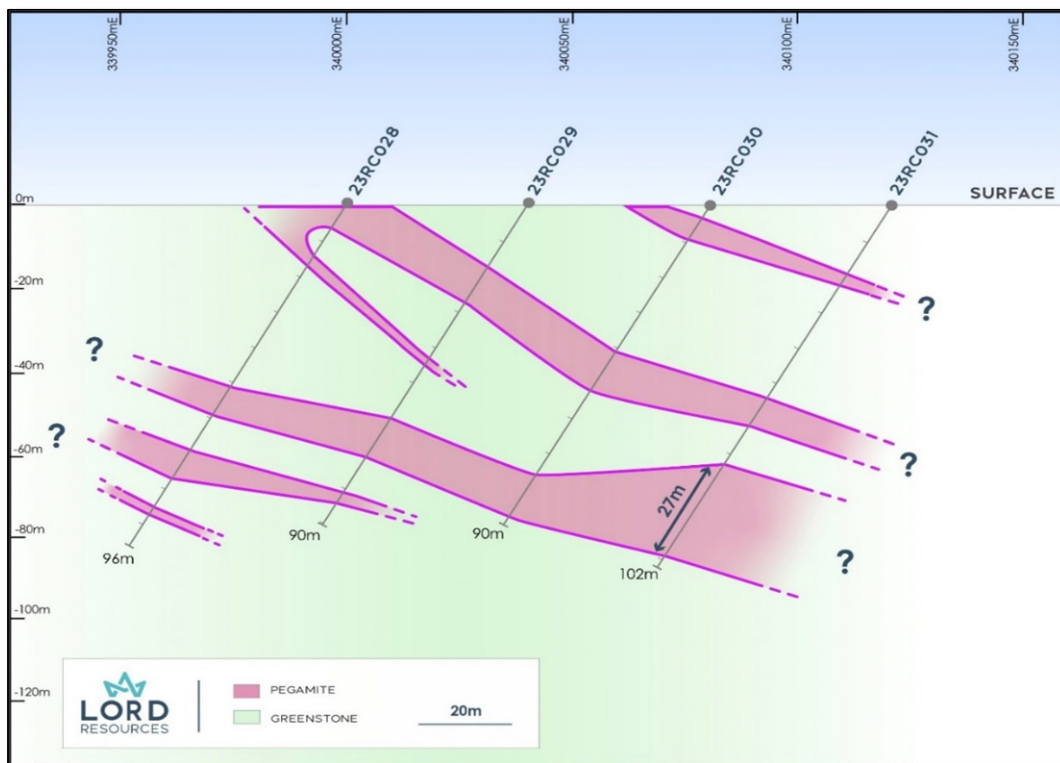 339950mE
340000mE
340050mE
340100mE
340150mE
23RC028
23RC029
23RC030
23RC031
0m
SURFACE
-20m
?
-40m
?
?
?
-60m
27m
-80m
90m
90m
96m
?
102m
-100m
-120m
LORD
RESOURCES
PEGAMITE
GREENSTONE
20m